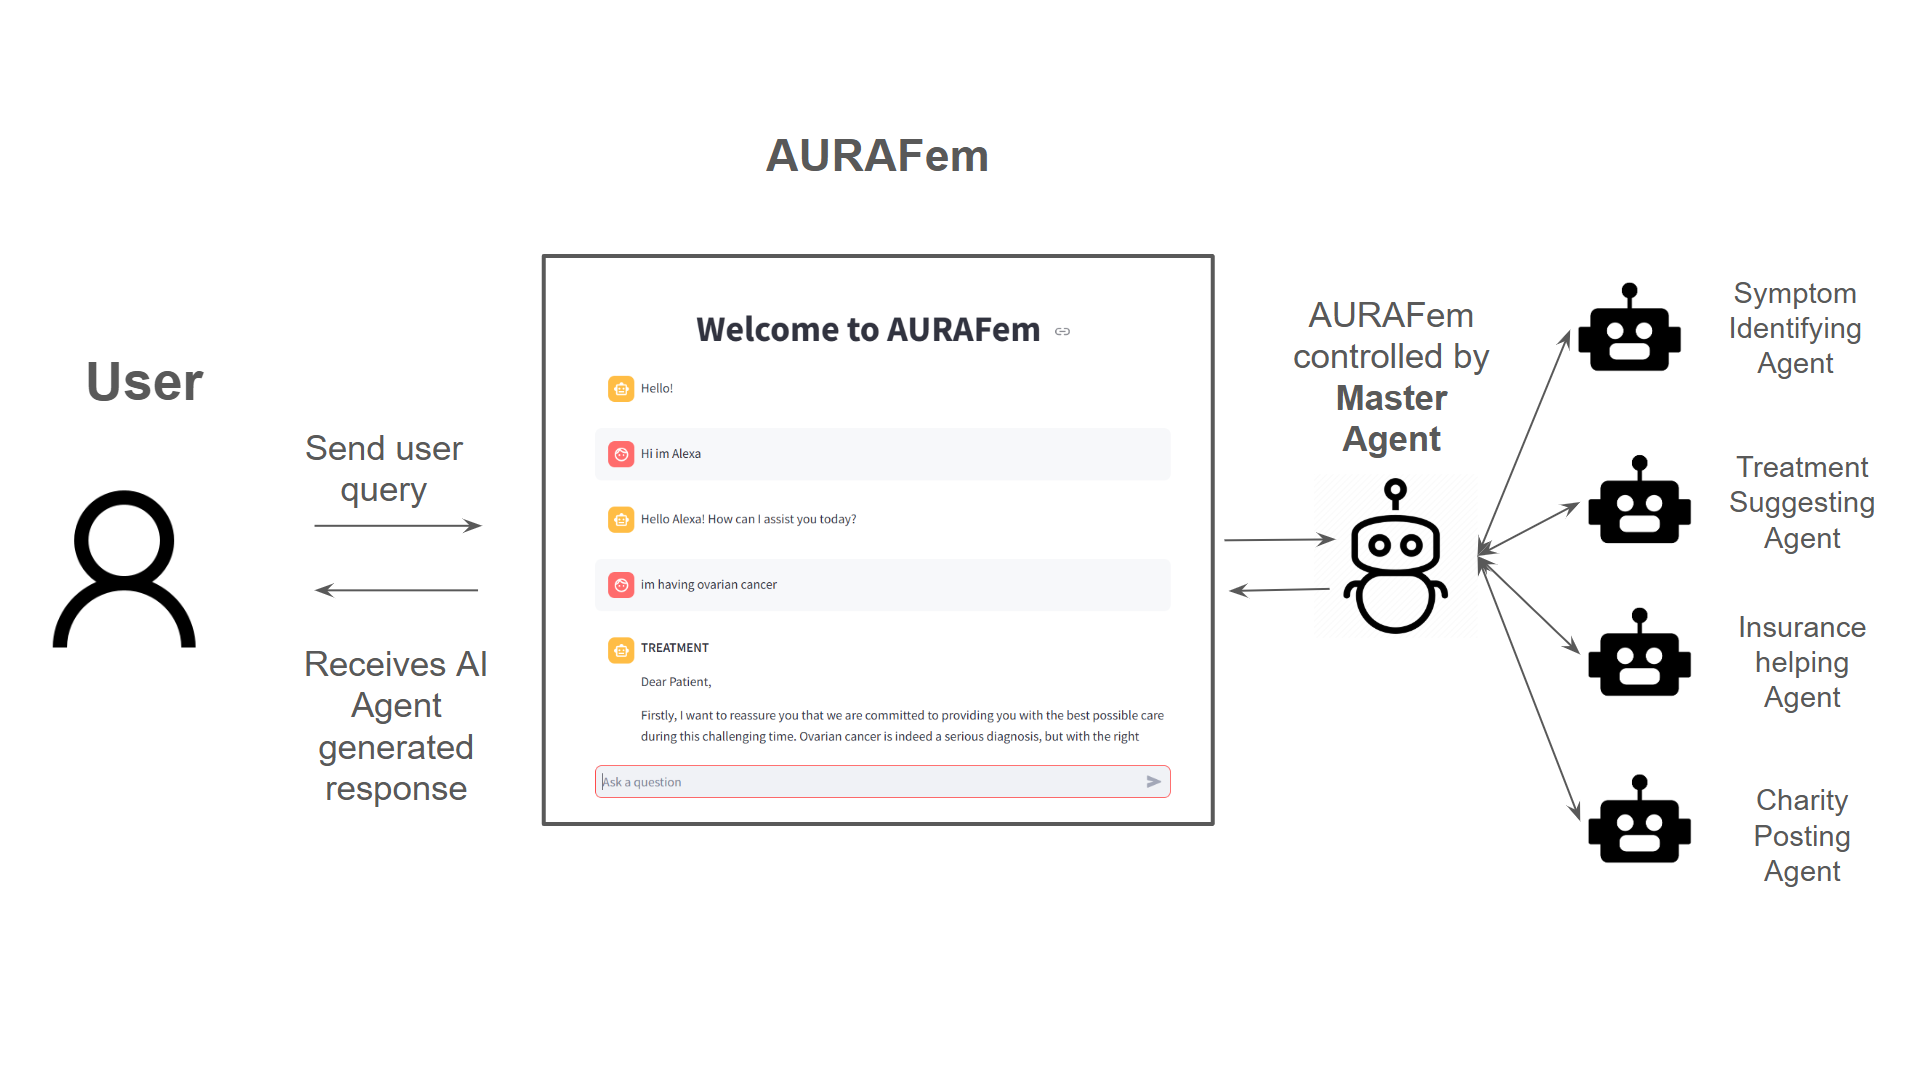 AURAFem
User
Send user
query
Receives AI
Agent
generated
response
Welcome to AURAFem
Hello!
Hi im Alexa
Hello Alexa! How can I assist you today?
im having ovarian cancer
TREATMENT
Dear Patient,
Firstly, I want to reassure you that we are committed to providing you with the best possible care
during this challenging time. Ovarian cancer is indeed a serious diagnosis, but with the right
Ask a question
AURAFem
controlled by
Master
Agent
Symptom
Identifying
Agent
Treatment
Suggesting
Agent
Insurance
helping
Agent
Charity
Posting
Agent